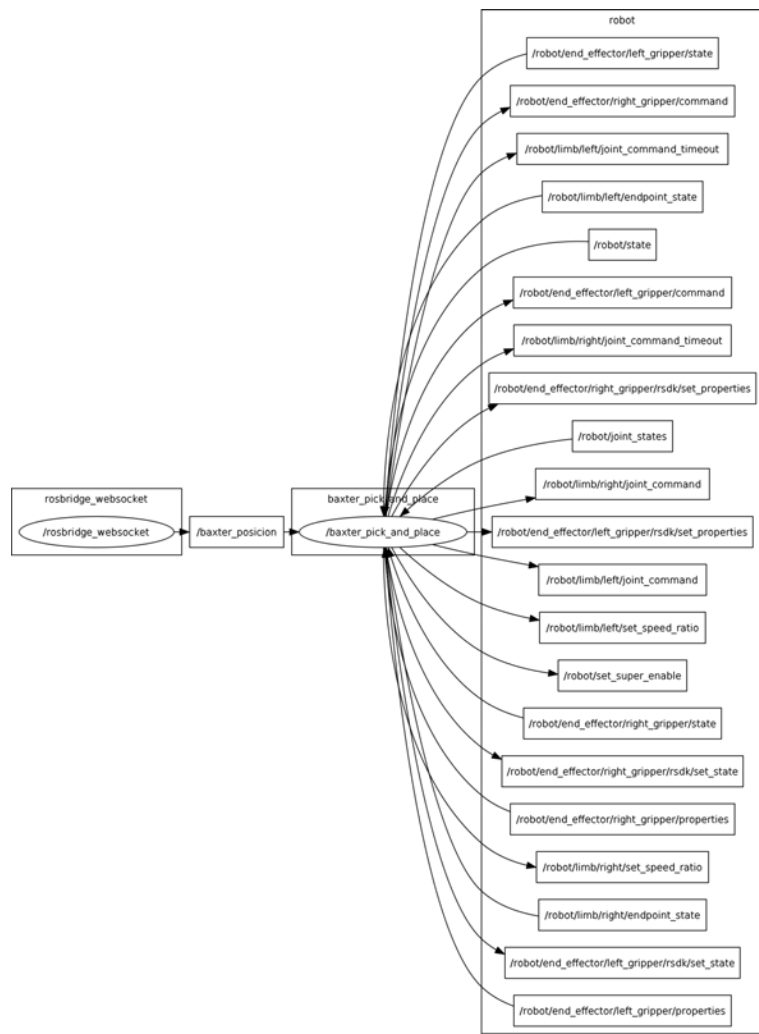 robot
/robot/end_effector/left_gripper/state
/robot/end_effector/right_gripper/command
/robot/limb/left/joint_command_timeout
/robot/limb/left/endpoint_state
/robot/state
/robot/end_effector/left_gripper/command
/robot/limb/right/joint_command_timeout
/robot/end_effector/right_gripper/rsdk/set_properties
/robot/joint_states
/robot/limb/right/joint_command
rosbridge_websocket
baxter_pick_and_place
/rosbridge_websocket
/baxter_posicion
/baxter_pick_and_place
/robot/end_effector/left_gripper/rsdk/set_properties
/robot/limb/left/joint_command
/robot/limb/left/set_speed_ratio
/robot/set_super_enable
/robot/end_effector/right_gripper/state
/robot/end_effector/right_gripper/rsdk/set_state
/robot/end_effector/right_gripper/properties
/robot/limb/right/set_speed_ratio
/robot/limb/right/endpoint_state
/robot/end_effector/left_gripper/rsdk/set_state
/robot/end_effector/left_gripper/properties